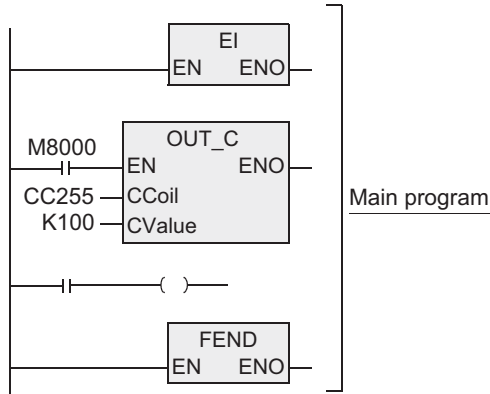 EI
EN ENO
M8000
OUT_C
EN ENO
CC255 CCoil
K100 CValue
Main program
FEND
EN ENO